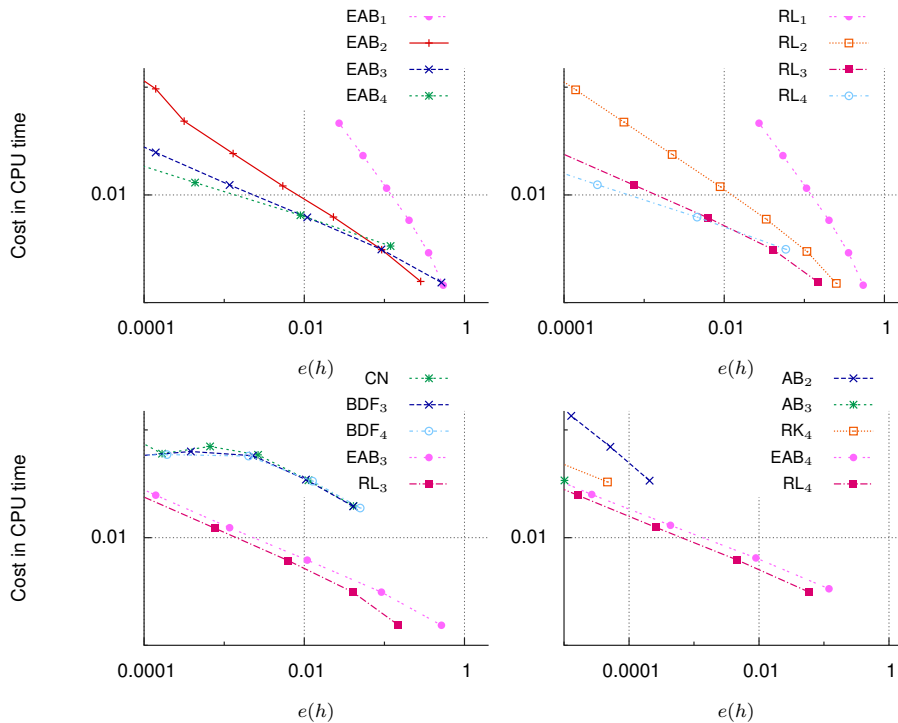 EAB₁
EAB₂
EAB₃
EAB₄
Cost in CPU time
0.01
0.0001
0.01
1
e(h)
RL₁
RL₂
RL₃
RL₄
0.01
0.0001
0.01
1
e(h)
CN
BDF₃
BDF₄
EAB₃
RL₃
Cost in CPU time
0.01
0.0001
0.01
1
e(h)
AB₂
AB₃
RK₄
EAB₄
RL₄
0.01
0.0001
0.01
1
e(h)